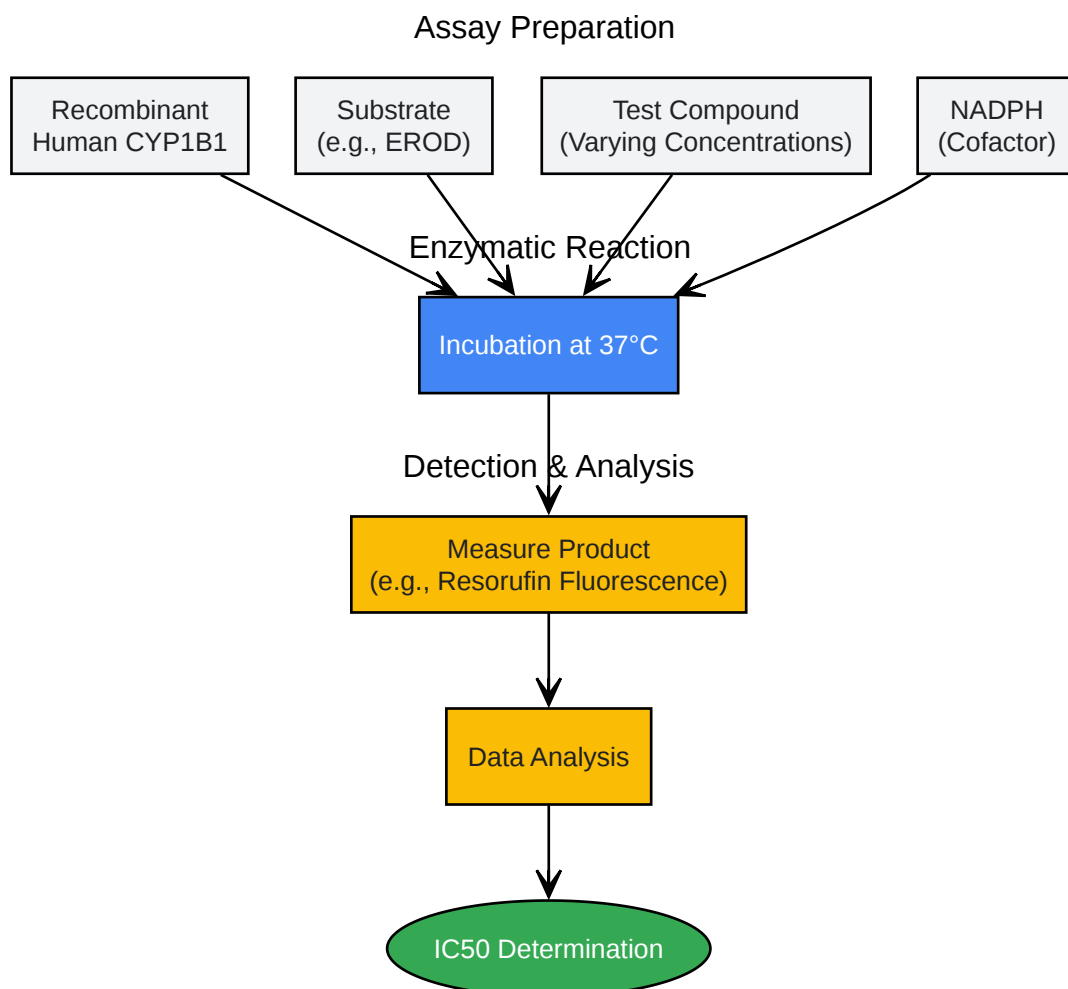 Assay Preparation
Recombinant
Human CYP1B1
Substrate
(e.g., EROD)
Test Compound
(Varying Concentrations)
NADPH
(Cofactor)
Enzymatic Reaction
Incubation at 37°C
Detection & Analysis
Measure Product
(e.g., Resorufin Fluorescence)
Data Analysis
IC50 Determination